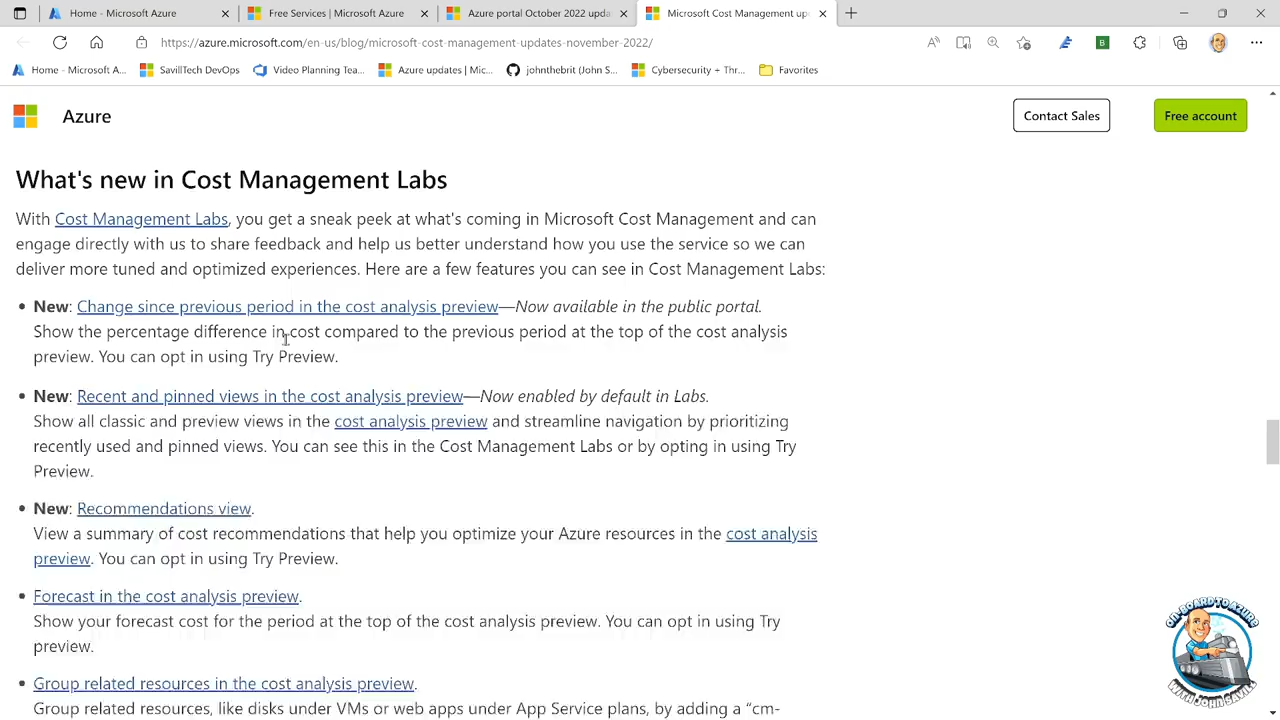 Home - Microsoft Azure
Free Services | Microsoft Azure
Azure portal October 2022 upda
Microsoft Cost Management up
https://azure.microsoft.com/en-us/blog/microsoft-cost-management-updates-november-2022/
Home - Microsoft A...
SavillTech DevOps
Video Planning Tea...
Azure updates | Mic...
johnthebrit (John S...
Cybersecurity + Thr...
Favorites
Azure
Contact Sales
Free account
What's new in Cost Management Labs
With Cost Management Labs, you get a sneak peek at what's coming in Microsoft Cost Management and can
engage directly with us to share feedback and help us better understand how you use the service so we can
deliver more tuned and optimized experiences. Here are a few features you can see in Cost Management Labs:
• New: Change since previous period in the cost analysis preview—Now available in the public portal.
Show the percentage difference in cost compared to the previous period at the top of the cost analysis
preview. You can opt in using Try Preview.
• New: Recent and pinned views in the cost analysis preview—Now enabled by default in Labs.
Show all classic and preview views in the cost analysis preview and streamline navigation by prioritizing
recently used and pinned views. You can see this in the Cost Management Labs or by opting in using Try
Preview.
• New: Recommendations view.
View a summary of cost recommendations that help you optimize your Azure resources in the cost analysis
preview. You can opt in using Try Preview.
• Forecast in the cost analysis preview.
Show your forecast cost for the period at the top of the cost analysis preview. You can opt in using Try
preview.
• Group related resources in the cost analysis preview.
Group related resources, like disks under VMs or web apps under App Service plans, by adding a “cm-
ON-BOARD TO AZURE
WITH JOHN SAVILL